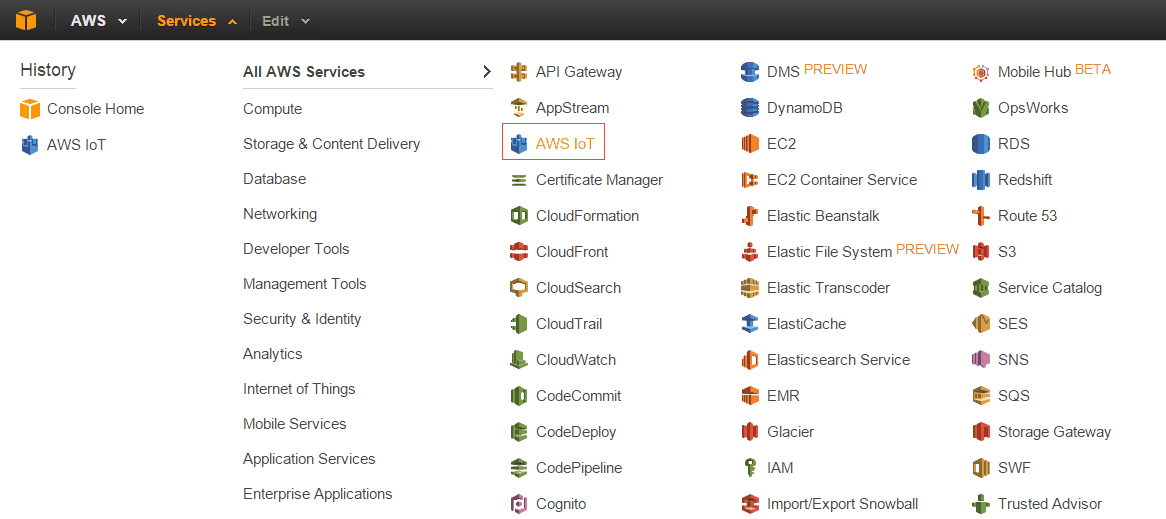 AWS Services Edit
History
Console Home
AWS IoT
All AWS Services
Compute
Storage & Content Delivery
Database
Networking
Developer Tools
Management Tools
Security & Identity
Analytics
Internet of Things
Mobile Services
Application Services
Enterprise Applications
API Gateway
AppStream
AWS IoT
Certificate Manager
CloudFormation
CloudFront
CloudSearch
CloudTrail
CloudWatch
CodeCommit
CodeDeploy
CodePipeline
Cognito
DMS PREVIEW
DynamoDB
EC2
EC2 Container Service
Elastic Beanstalk
Elastic File System PREVIEW
Elastic Transcoder
ElastiCache
Elasticsearch Service
EMR
Glacier
IAM
Import/Export Snowball
Mobile Hub BETA
OpsWorks
RDS
Redshift
Route 53
S3
Service Catalog
SES
SNS
SQS
Storage Gateway
SWF
Trusted Advisor